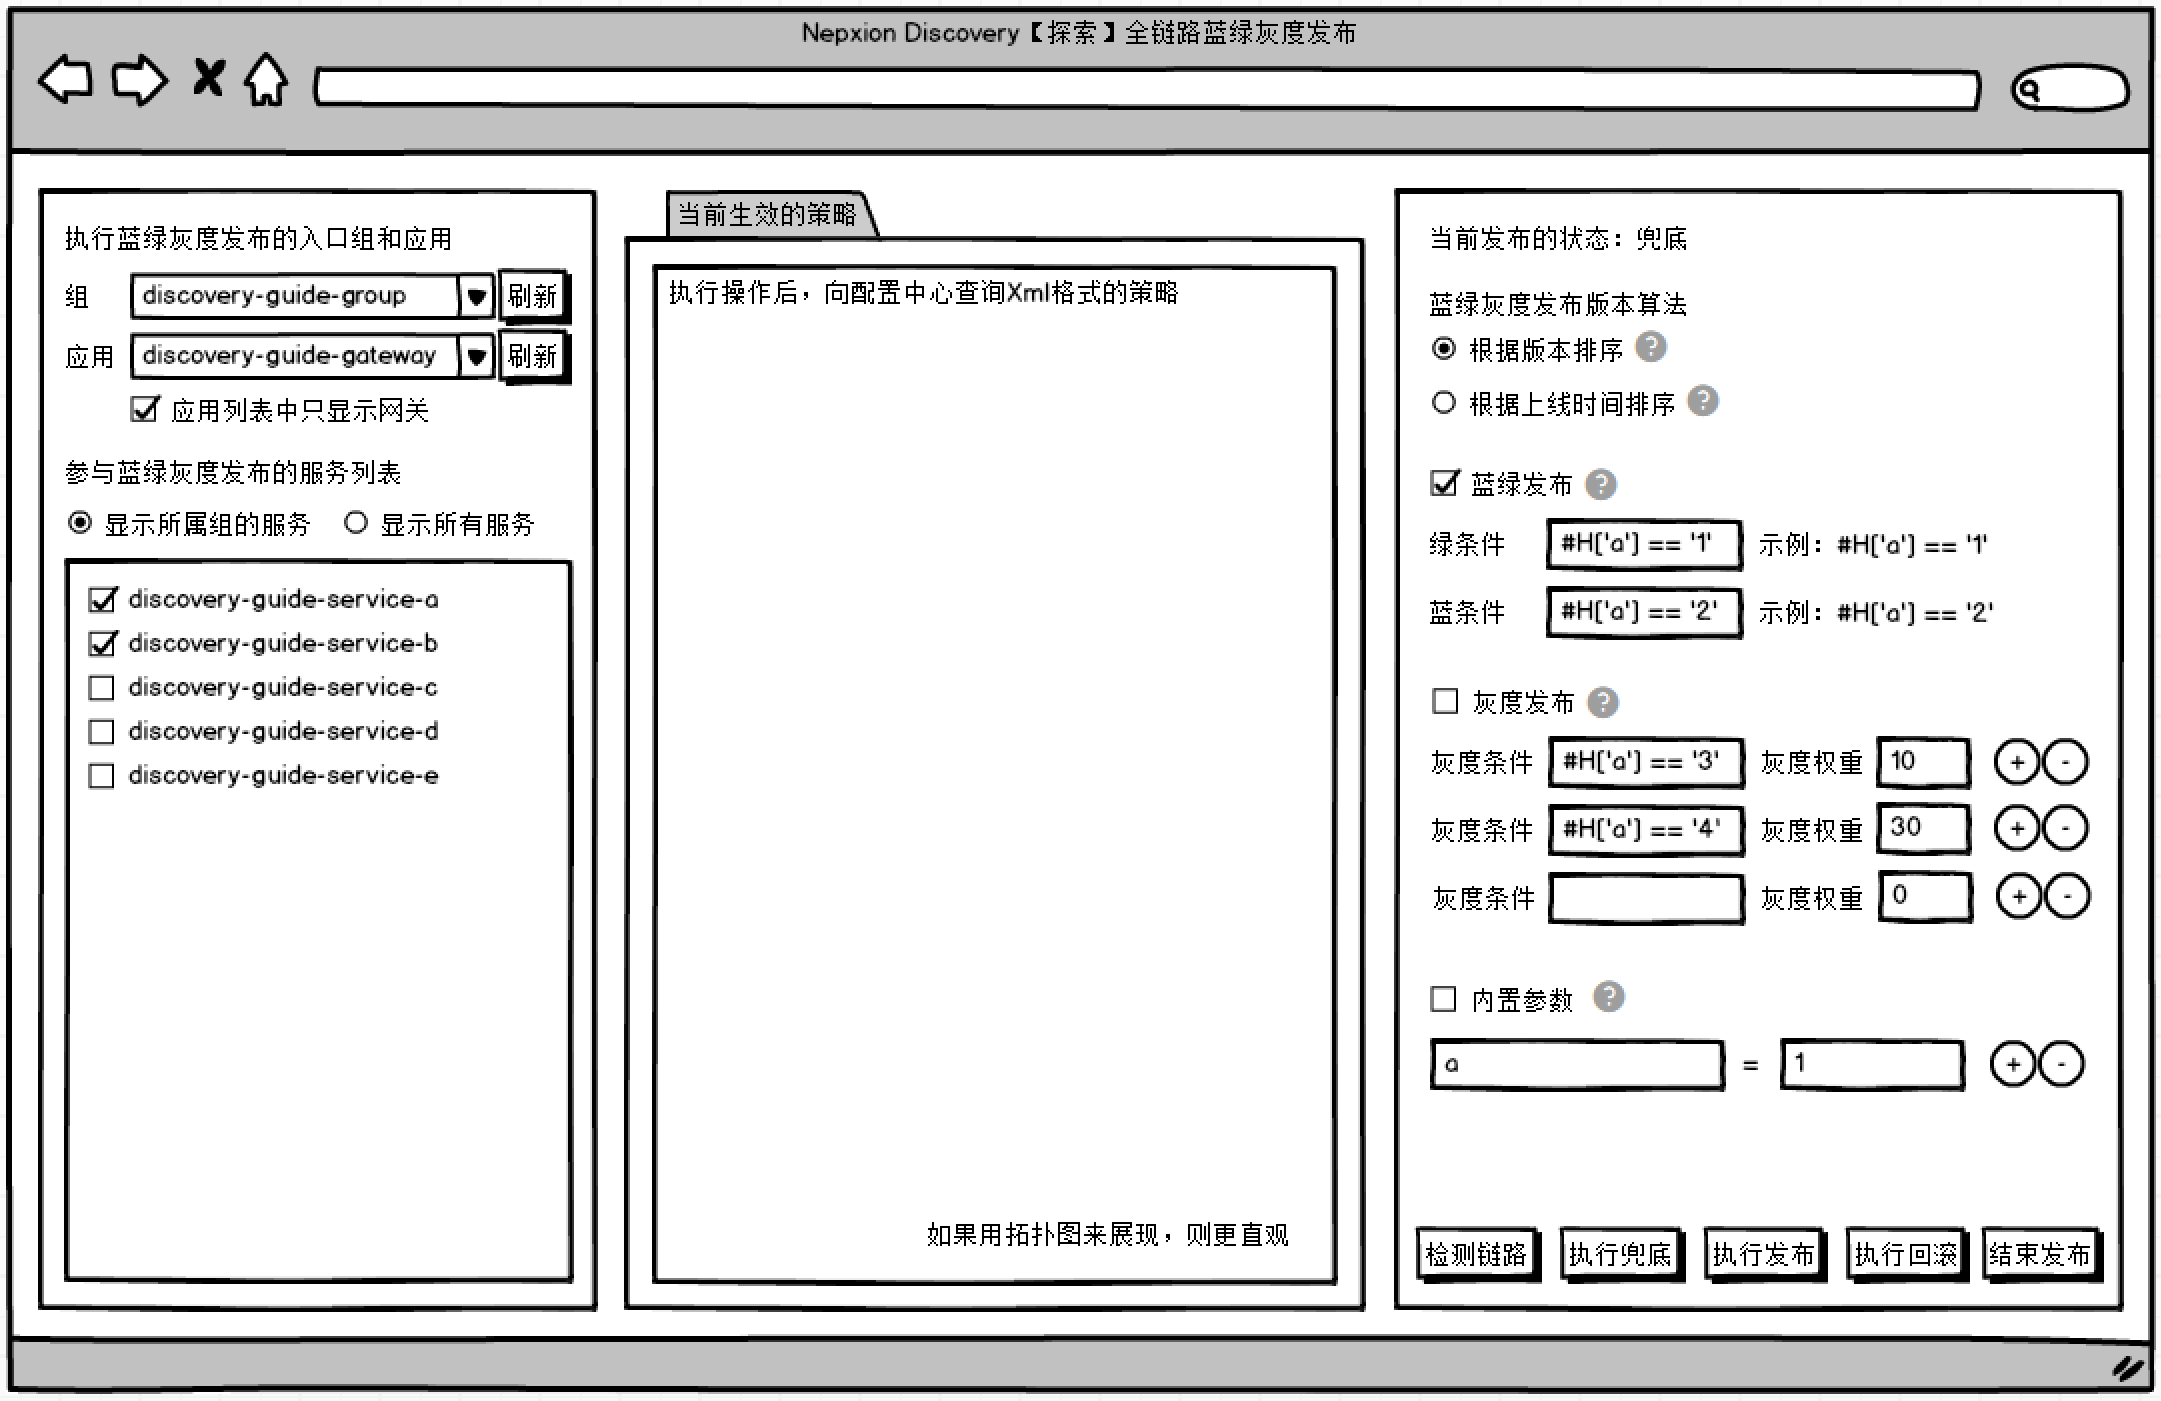 Nepxion Discovery【探索】全链路蓝绿灰度发布
执行蓝绿灰度发布的入口组和应用
组 discovery-guide-group 刷新
应用 discovery-guide-gateway 刷新
应用列表中只显示网关
参与蓝绿灰度发布的服务列表
显示所属组的服务 显示所有服务
discovery-guide-service-a
discovery-guide-service-b
discovery-guide-service-c
discovery-guide-service-d
discovery-guide-service-e
当前生效的策略
执行操作后，向配置中心查询Xml格式的策略
如果用拓扑图来展现，则更直观
当前发布的状态：兜底
蓝绿灰度发布版本算法
根据版本排序 ?
根据上线时间排序 ?
蓝绿发布 ?
绿条件 #H['a'] == '1' 示例：#H['a'] == '1'
蓝条件 #H['a'] == '2' 示例：#H['a'] == '2'
灰度发布 ?
灰度条件 #H['a'] == '3' 灰度权重 10 + -
灰度条件 #H['a'] == '4' 灰度权重 30 + -
灰度条件 灰度权重 0 + -
内置参数 ?
a = 1 + -
检测链路 执行兜底 执行发布 执行回滚 结束发布